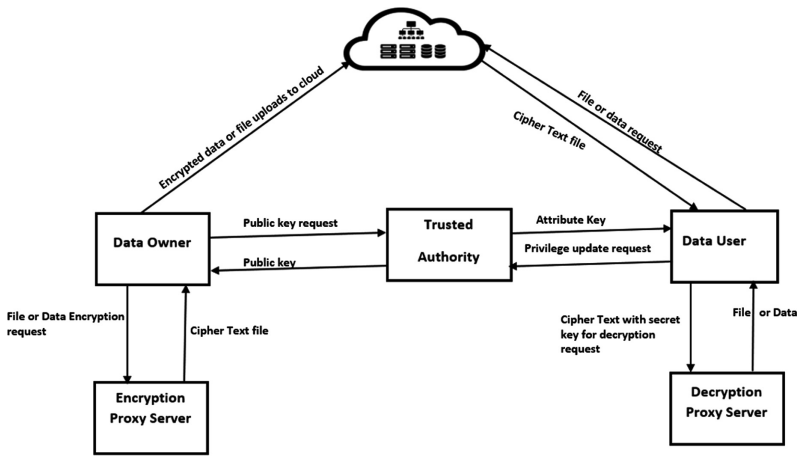 Encrypted data or file uploads to cloud
File or data request
Cipher Text file
Data Owner
Public key request
Public key
Trusted
Authority
Attribute Key
Privilege update request
Data User
File or Data Encryption
request
Cipher Text file
Cipher Text with secret
key for decryption
request
File or Data
Encryption
Proxy Server
Decryption
Proxy Server